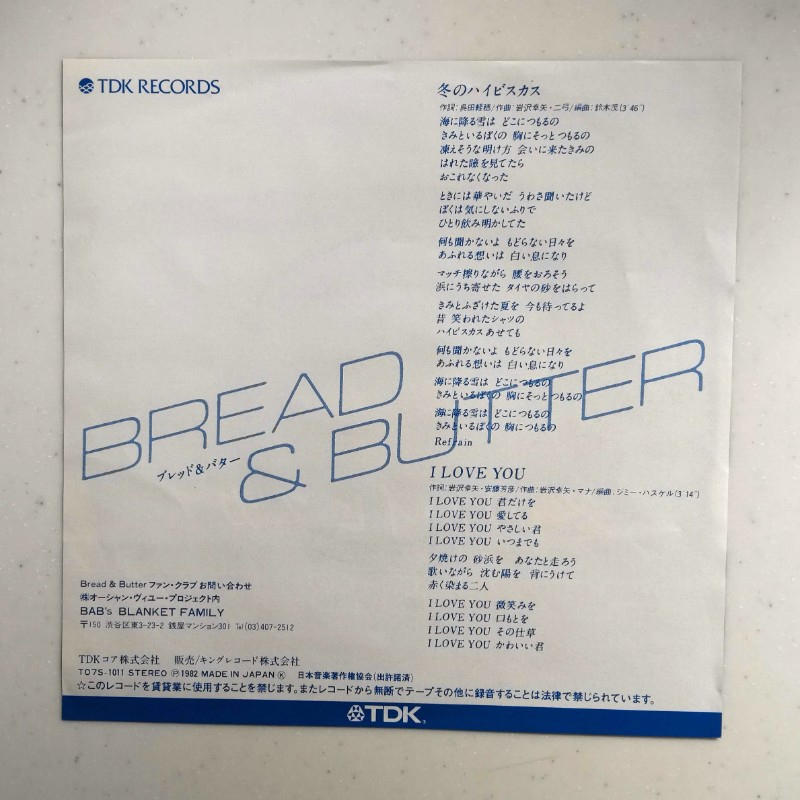 TDK RECORDS
冬のハイビスカス
作詞:呉田軽穂/作曲:岩沢幸矢・二弓/編曲:鈴木茂(3'46")
海に降る雪は どこにつもるの
きみといるぼくの 胸にそっとつもるの
凍えそうな明け方 会いに来たきみの
はれた瞳を見てたら
おこれなくなった
ときには華やいだ うわさ聞いたけど
ぼくは気にしないふりで
ひとり飲み明かしてた
何も聞かないよ もどらない日々を
あふれる想いは 白い息になり
マッチ擦りながら 腰をおろそう
浜にうち寄せた タイヤの砂をはらって
きみとふざけた夏を 今も待ってるよ
昔 笑われたシャツの
ハイビスカスあせても
何も聞かないよ もどらない日々を
あふれる想いは 白い息になり
海に降る雪は どこにつもるの
きみといるぼくの 胸にそっとつもるの
海に降る雪は どこにつもるの
きみといるぼくの 胸につもるの
Refrain
BREAD
& BUTTER
ブレッド&バター
I LOVE YOU
作詞:岩沢幸矢・安藤芳彦/作曲:岩沢幸矢・マナ/編曲:ジミー・ハスケル(3'14")
I LOVE YOU 君だけを
I LOVE YOU 愛してる
I LOVE YOU やさしい君
I LOVE YOU いつまでも
夕焼けの 砂浜を あなたと走ろう
歌いながら 沈む陽を 背にうけて
赤く染まる二人
I LOVE YOU 微笑みを
I LOVE YOU 口もとを
I LOVE YOU その仕草
I LOVE YOU かわいい君
Bread & Butter ファン・クラブお問い合わせ
㈱オーシャン・ヴィユー・プロジェクト内
BAB's BLANKET FAMILY
〒150 渋谷区東3-23-2 銭屋マンション301 Tel(03)407-2512
TDKコア株式会社 販売/キングレコード株式会社
T07S-1011 STEREO Ⓟ1982 MADE IN JAPAN Ⓚ 日本音楽著作権協会(出許諾済)
☆このレコードを賃貸業に使用することを禁じます。またレコードから無断でテープその他に録音することは法律で禁じられています。
TDK